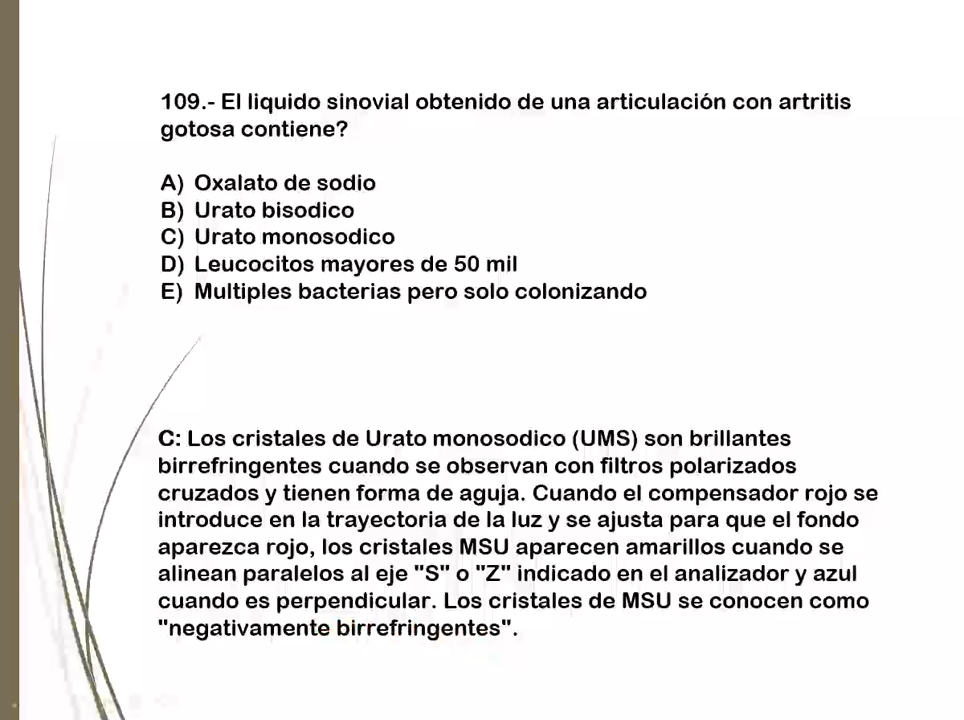 109.- El liquido sinovial obtenido de una articulación con artritis
gotosa contiene?
A) Oxalato de sodio
B) Urato bisodico
C) Urato monosodico
D) Leucocitos mayores de 50 mil
E) Multiples bacterias pero solo colonizando
C: Los cristales de Urato monosodico (UMS) son brillantes
birrefringentes cuando se observan con filtros polarizados
cruzados y tienen forma de aguja. Cuando el compensador rojo se
introduce en la trayectoria de la luz y se ajusta para que el fondo
aparezca rojo, los cristales MSU aparecen amarillos cuando se
alinean paralelos al eje "S" o "Z" indicado en el analizador y azul
cuando es perpendicular. Los cristales de MSU se conocen como
"negativamente birrefringentes".